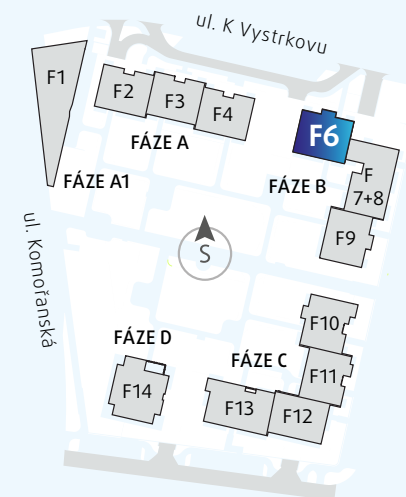 ul. K Vystrkovu
F1
F2
F3
F4
F6
FÁZE A
F
7+8
FÁZE A1
FÁZE B
ul. Komořanská
F9
S
F10
FÁZE D
FÁZE C
F11
F14
F13
F12